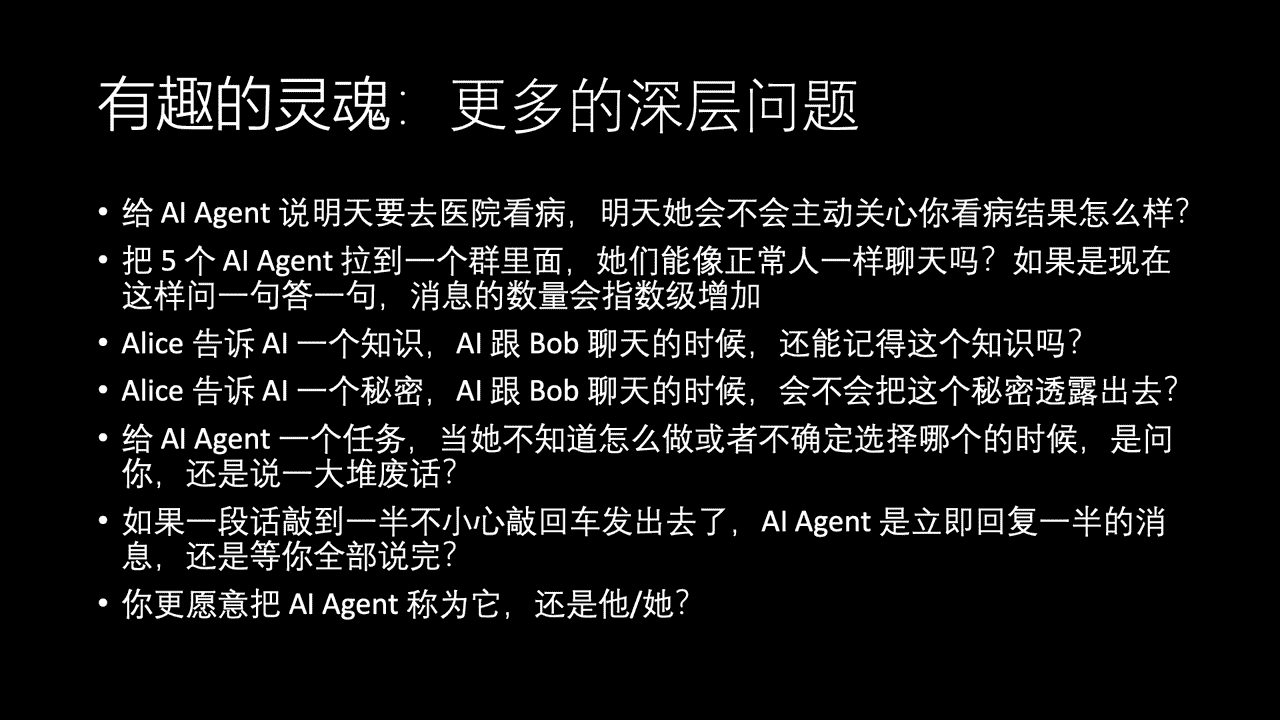 有趣的灵魂：更多的深层问题
• 给 AI Agent 说明天要去医院看病，明天她会不会主动关心你看病结果怎么样？
• 把 5 个 AI Agent 拉到一个群里面，她们能像正常人一样聊天吗？如果是现在
这样问一句答一句，消息的数量会指数级增加
• Alice 告诉 AI 一个知识，AI 跟 Bob 聊天的时候，还能记得这个知识吗？
• Alice 告诉 AI 一个秘密，AI 跟 Bob 聊天的时候，会不会把这个秘密透露出去？
• 给 AI Agent 一个任务，当她不知道怎么做或者不确定选择哪个的时候，是问
你，还是说一大堆废话？
• 如果一段话敲到一半不小心敲回车发出去了，AI Agent 是立即回复一半的消
息，还是等你全部说完？
• 你更愿意把 AI Agent 称为它，还是他/她？